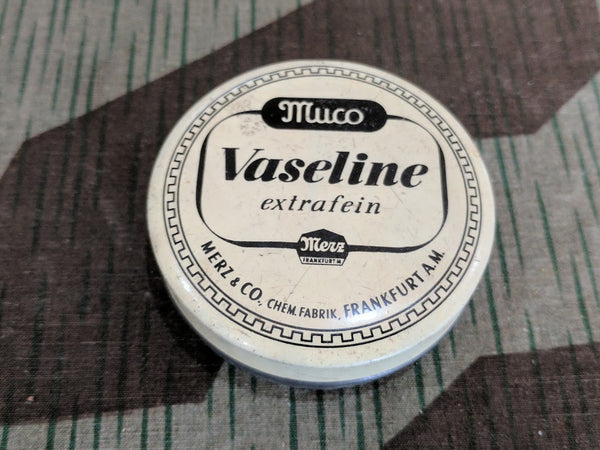 Muco
Vaseline
extrafein
Merz
FRANKFURT M.
MERZ & CO., CHEM. FABRIK, FRANKFURT A.M.